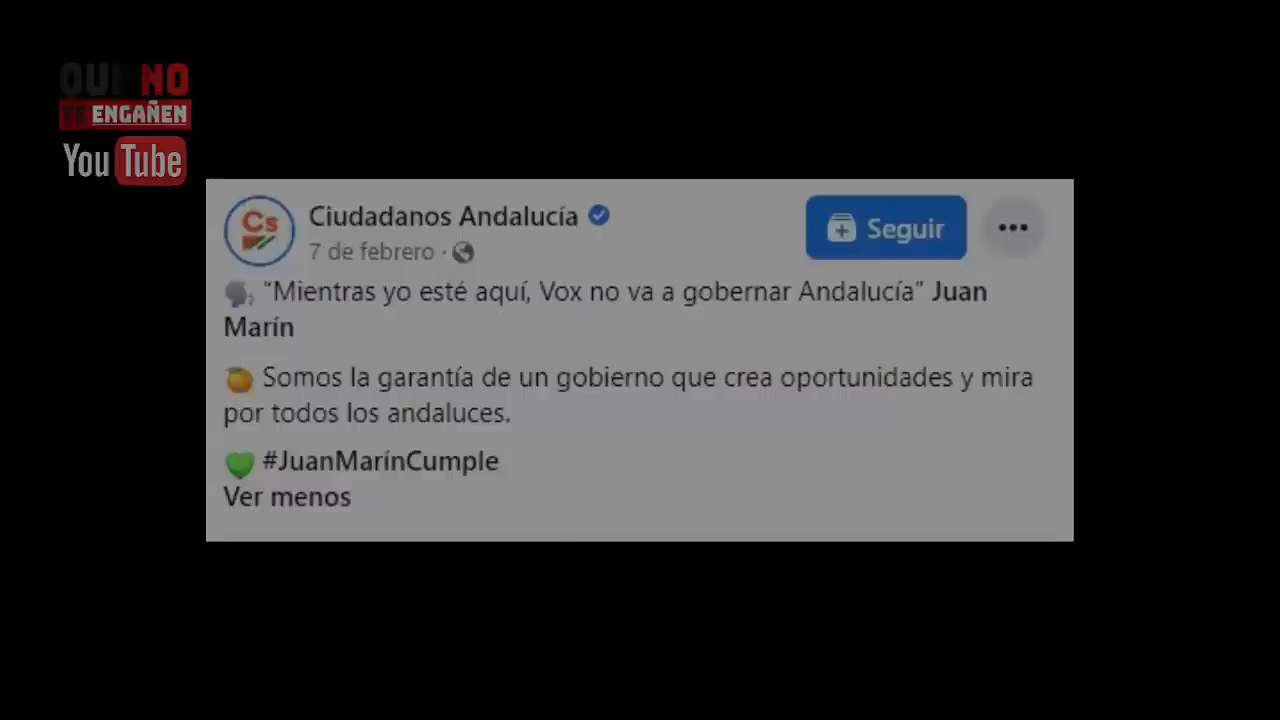 QUE NO
TE ENGAÑEN
YouTube
Cs
Ciudadanos Andalucía
Seguir
7 de febrero ·
"Mientras yo esté aquí, Vox no va a gobernar Andalucía" Juan
Marín
Somos la garantía de un gobierno que crea oportunidades y mira
por todos los andaluces.
#JuanMarínCumple
Ver menos